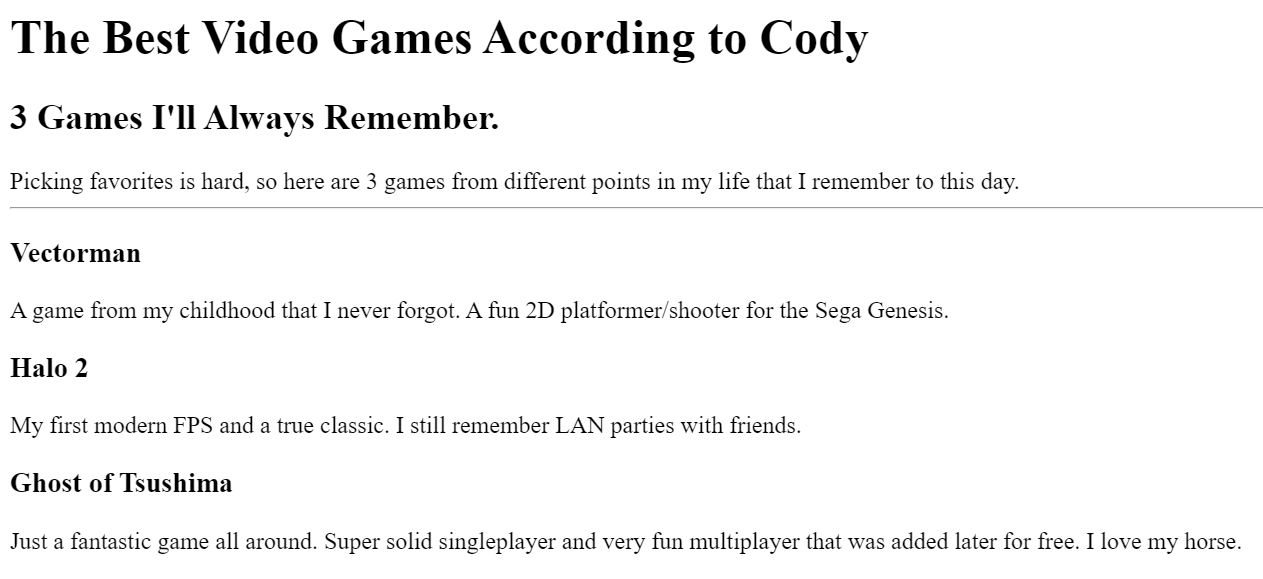 The Best Video Games According to Cody
3 Games I'll Always Remember.
Picking favorites is hard, so here are 3 games from different points in my life that I remember to this day.
Vectorman
A game from my childhood that I never forgot. A fun 2D platformer/shooter for the Sega Genesis.
Halo 2
My first modern FPS and a true classic. I still remember LAN parties with friends.
Ghost of Tsushima
Just a fantastic game all around. Super solid singleplayer and very fun multiplayer that was added later for free. I love my horse.